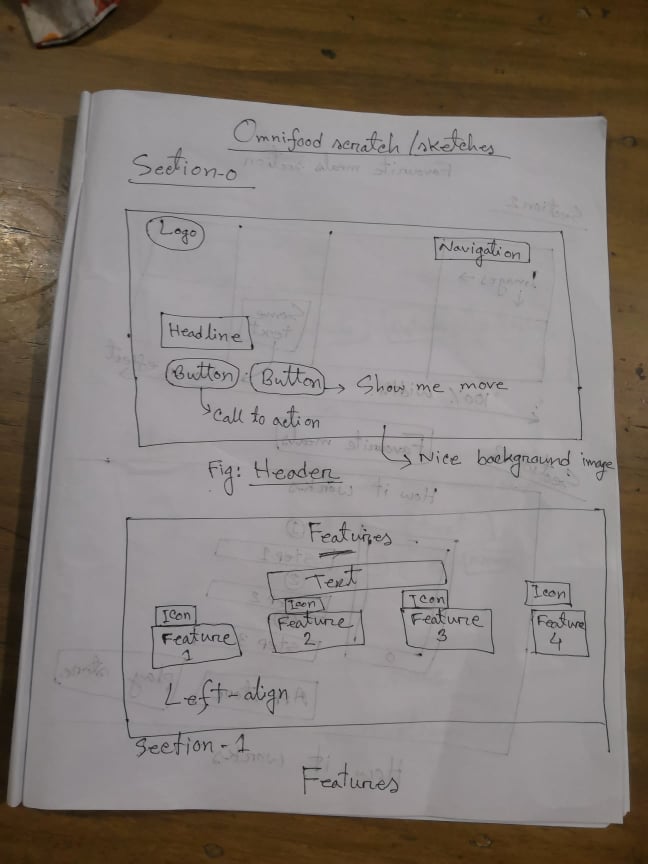 Omnifood scratch/sketches
Section-0
Logo
Navigation
Headline
Button Button → Show me move
Call to action
Nice background image
Fig: Header
Features
Text
Icon Icon Icon Icon
Feature 1 Feature 2 Feature 3 Feature 4
Left-align
Section-1
Features